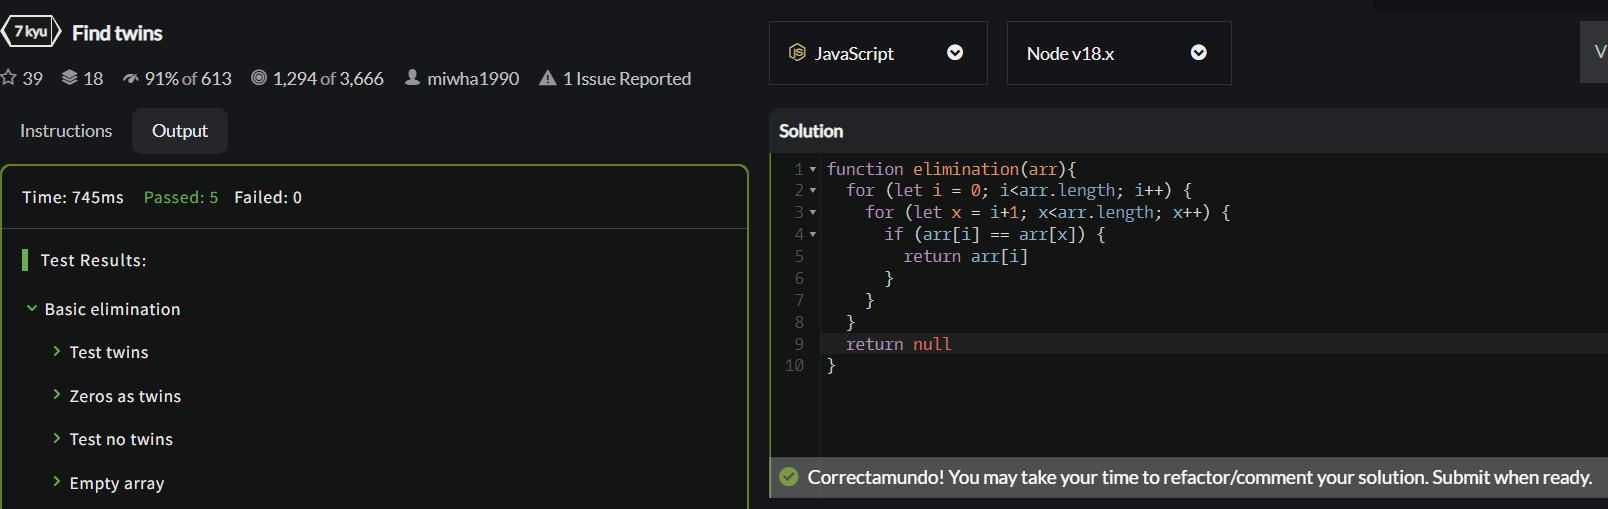 7 kyu Find twins
39 18 91% of 613 1,294 of 3,666 miwha1990 1 Issue Reported
Instructions Output
Time: 745ms Passed: 5 Failed: 0
Test Results:
Basic elimination
Test twins
Zeros as twins
Test no twins
Empty array
JS JavaScript Node v18.x V
Solution
1 function elimination(arr){
2 for (let i = 0; i<arr.length; i++) {
3 for (let x = i+1; x<arr.length; x++) {
4 if (arr[i] == arr[x]) {
5 return arr[i]
6 }
7 }
8 }
9 return null
10 }
Correctamundo! You may take your time to refactor/comment your solution. Submit when ready.